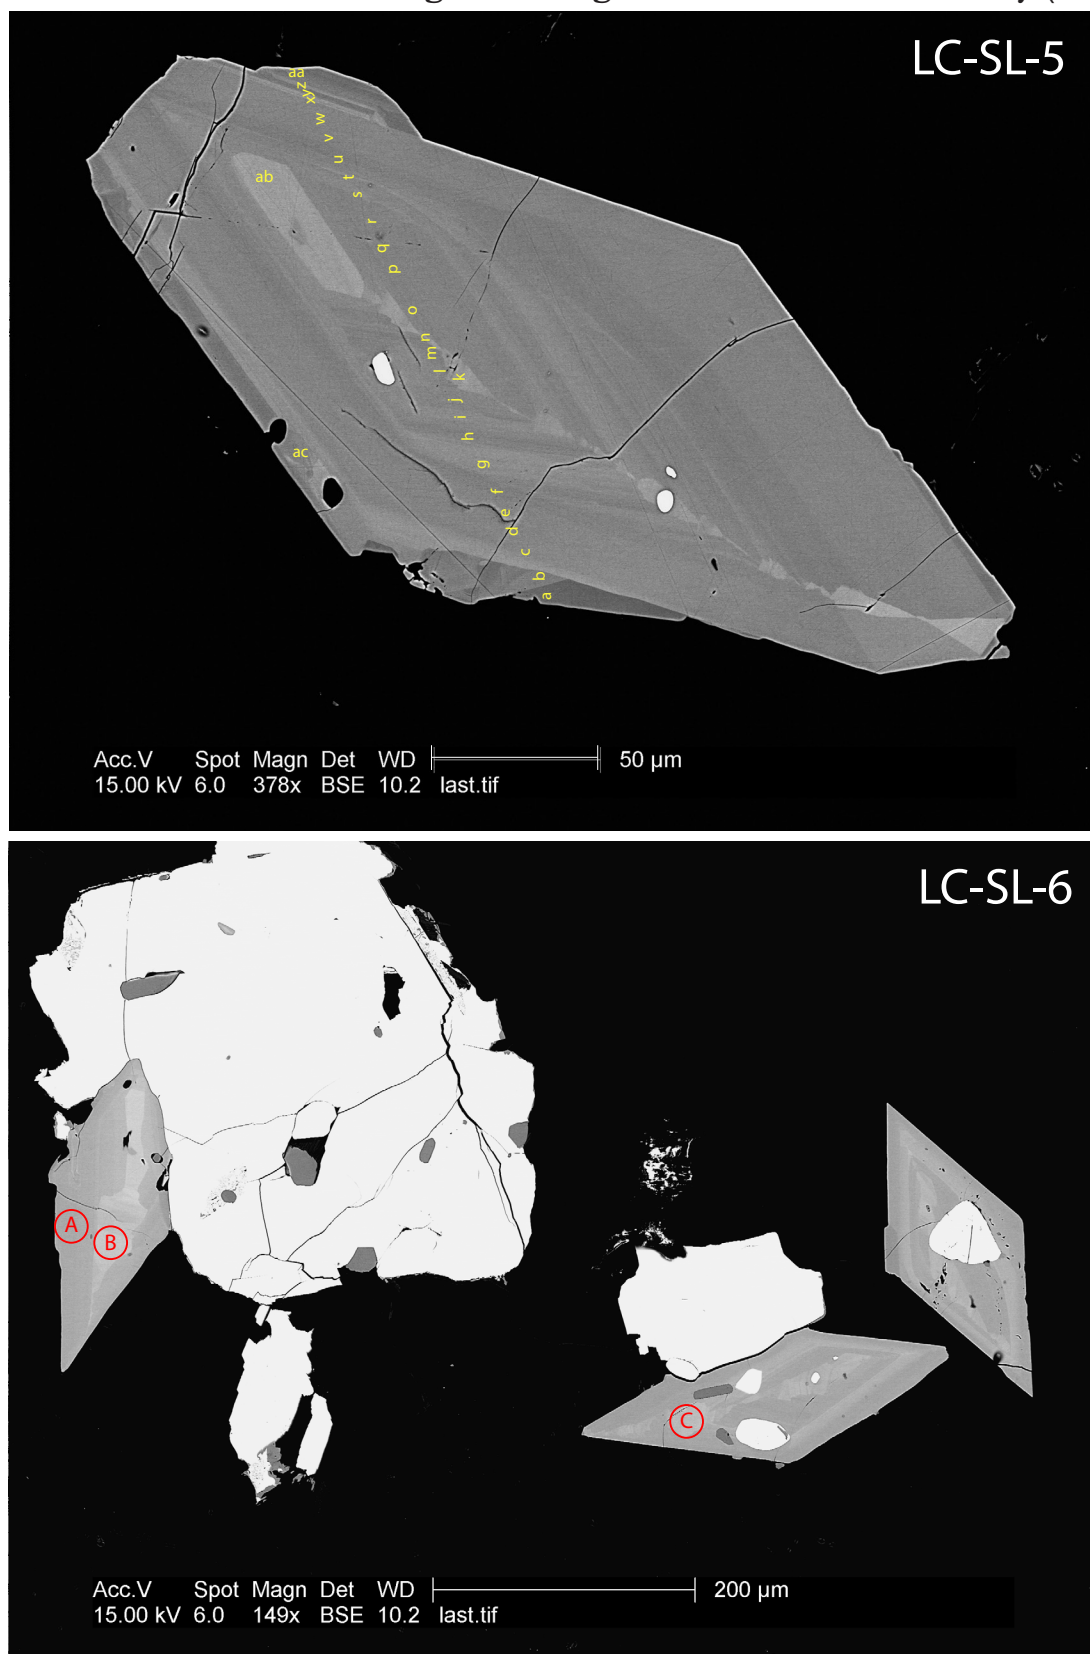 LC-SL-5
aa
z
y
x
w
v
u
t
ab
s
r
q
p
o
n
m
l
k
j
i
h
ac
g
f
e
d
c
b
a
Acc.V Spot Magn Det WD 50 µm
15.00 kV 6.0 378x BSE 10.2 last.tif
LC-SL-6
A
B
C
Acc.V Spot Magn Det WD 200 µm
15.00 kV 6.0 149x BSE 10.2 last.tif